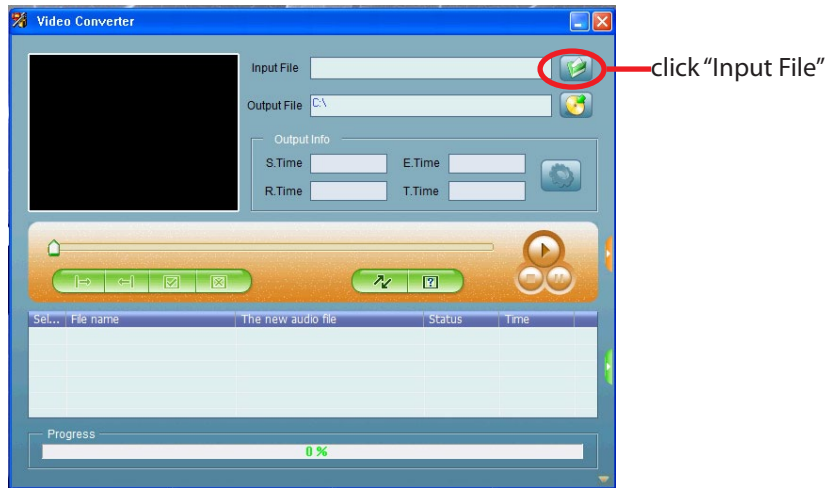 Video Converter
Input File
click "Input File"
Output File C:\
Output Info
S.Time E.Time
R.Time T.Time
Sel... File name The new audio file Status Time
Progress
0 %